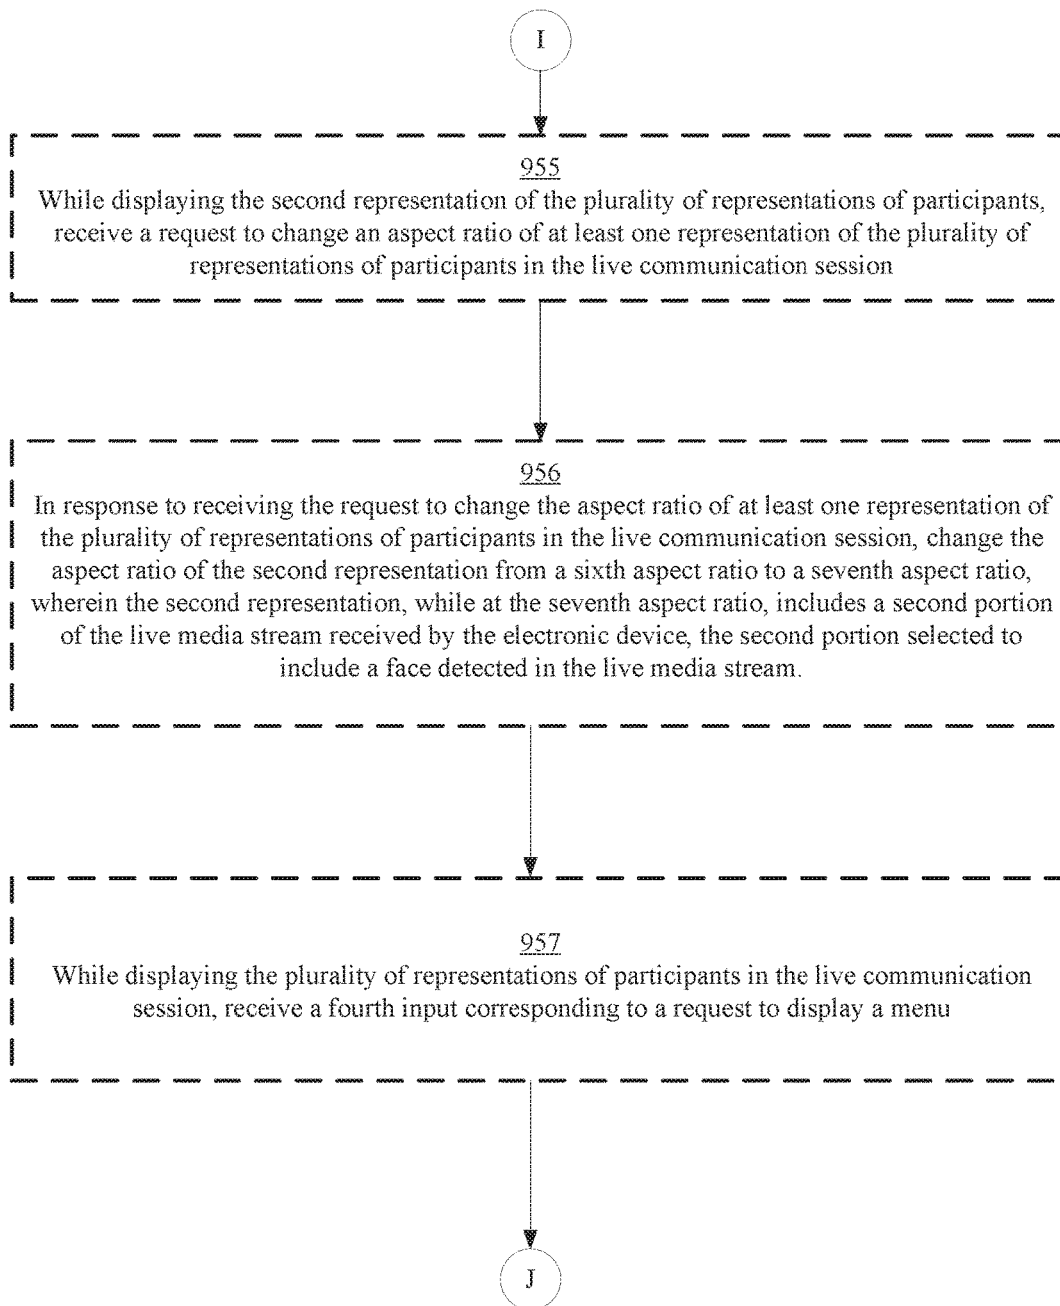 I
955
While displaying the second representation of the plurality of representations of participants,
receive a request to change an aspect ratio of at least one representation of the plurality of
representations of participants in the live communication session
956
In response to receiving the request to change the aspect ratio of at least one representation of
the plurality of representations of participants in the live communication session, change the
aspect ratio of the second representation from a sixth aspect ratio to a seventh aspect ratio,
wherein the second representation, while at the seventh aspect ratio, includes a second portion
of the live media stream received by the electronic device, the second portion selected to
include a face detected in the live media stream.
957
While displaying the plurality of representations of participants in the live communication
session, receive a fourth input corresponding to a request to display a menu
J